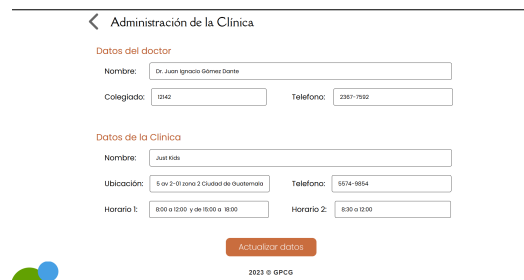 Administración de la Clínica
Datos del doctor
Nombre: Dr. Juan Ignacio Gómez Dante
Colegiado: 12142 Telefono: 2367-7592
Datos de la Clínica
Nombre: Just Kids
Ubicación: 5 av 2-01 zona 2 Ciudad de Guatemala Telefono: 5574-9854
Horario 1: 8:00 a 12:00 y de 15:00 a 18:00 Horario 2: 8:30 a 12:00
Actualizar datos
2023 © GPCG